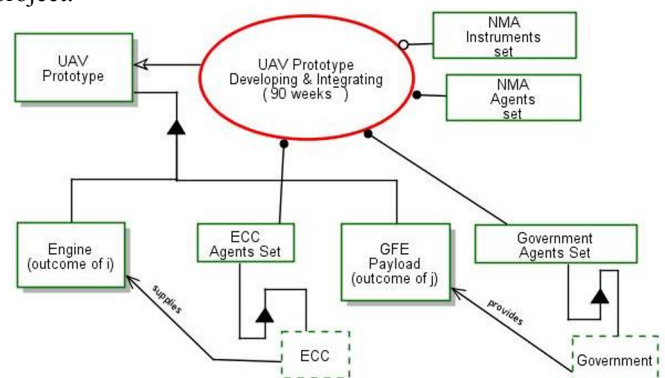 project.
UAV
Prototype
UAV Prototype
Developing & Integrating
( 90 weeks )
NMA
Instruments
set
NMA
Agents
set
Engine
(outcome of i)
ECC
Agents Set
GFE
Payload
(outcome of j)
Government
Agents Set
supplies
provides
ECC
Government